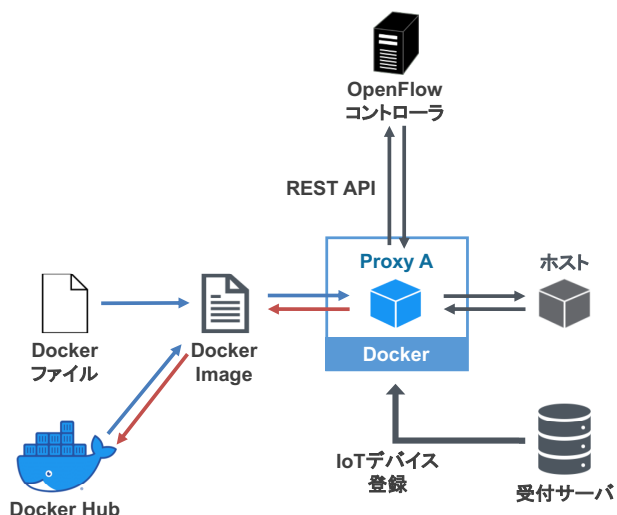 OpenFlow
コントローラ
REST API
Proxy A
ホスト
Docker
ファイル
Docker
Image
Docker
IoTデバイス
登録
受付サーバ
Docker Hub